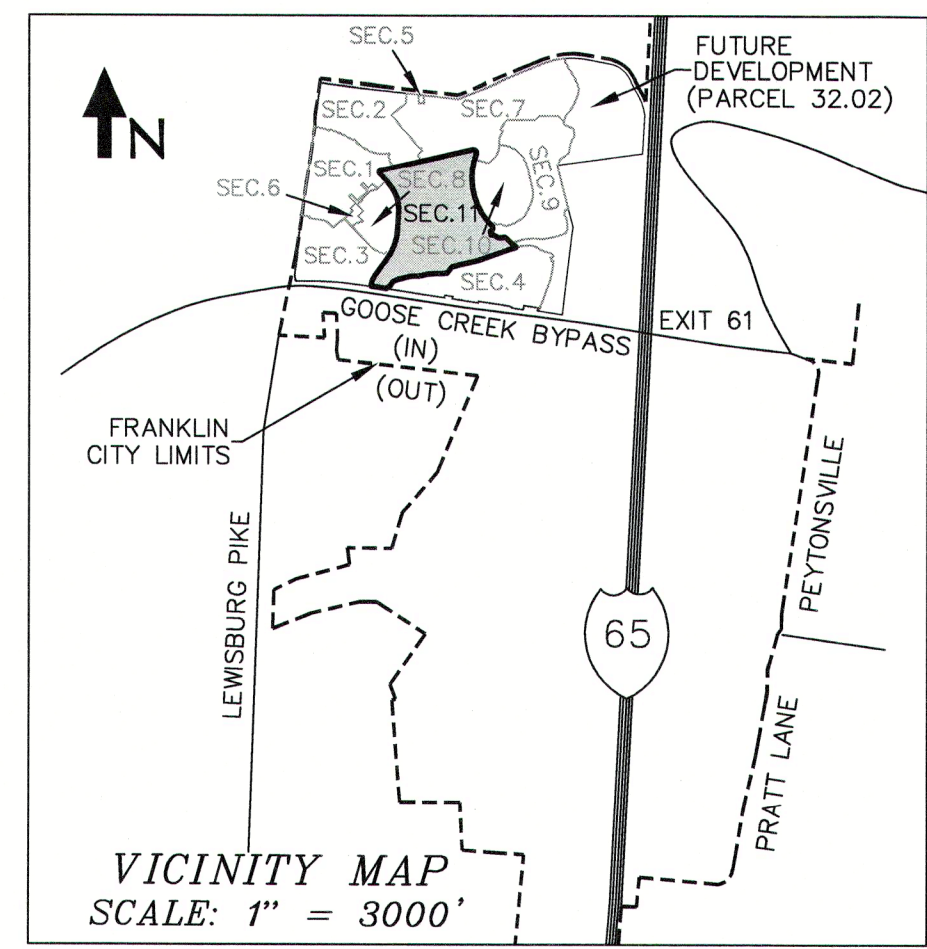 SEC.5
FUTURE
DEVELOPMENT
(PARCEL 32.02)
N
SEC.2
SEC.7
SEC.1
SEC.8
SEC.9
SEC.6
SEC.11
SEC.10
SEC.3
SEC.4
GOOSE CREEK BYPASS
EXIT 61
(IN)
(OUT)
FRANKLIN
CITY LIMITS
LEWISBURG PIKE
PEYTONSVILLE
65
PRATT LANE
VICINITY MAP
SCALE: 1" = 3000'